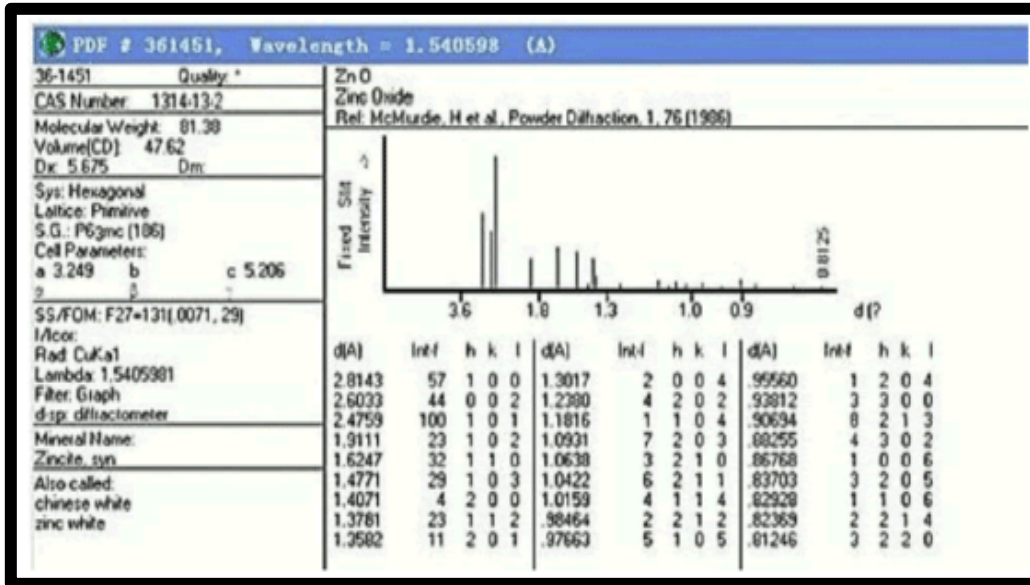 PDF # 361451, Wavelength = 1.540598 (A)
36-1451 Quality: *
CAS Number: 1314-13-2
Molecular Weight: 81.38
Volume[CD]: 47.62
Dx: 5.675 Dm:
Sys: Hexagonal
Lattice: Primitive
S.G.: P63mc (186)
Cell Parameters:
a 3.249 b c 5.206
SS/FOM: F27=131(.0071, 29)
I/Icor:
Rad: CuKa1
Lambda: 1.5405981
Filter: Graph
d-sp: diffractometer
Mineral Name:
Zincite, syn
Also called:
chinese white
zinc white
Zn O
Zinc Oxide
Ref: McMurdie, H et al., Powder Diffraction, 1, 76 (1986)
Fixed Slit
Intensity
0.8125
3.6 1.8 1.3 1.0 0.9 d(?
d(A) Int-f h k l d(A) Int-f h k l d(A) Int-f h k l
2.8143 57 1 0 0 1.3017 2 0 0 4 .95560 1 2 0 4
2.6033 44 0 0 2 1.2380 4 2 0 2 .93812 3 3 0 0
2.4759 100 1 0 1 1.1816 1 1 0 4 .90694 8 2 1 3
1.9111 23 1 0 2 1.0931 7 2 0 3 .88255 4 3 0 2
1.6247 32 1 1 0 1.0638 3 2 1 0 .86768 1 0 0 6
1.4771 29 1 0 3 1.0422 6 2 1 1 .83703 3 2 0 5
1.4071 4 2 0 0 1.0159 4 1 1 4 .82928 1 1 0 6
1.3781 23 1 1 2 .98464 2 2 1 2 .82369 2 2 1 4
1.3582 11 2 0 1 .97663 5 1 0 5 .81246 3 2 2 0